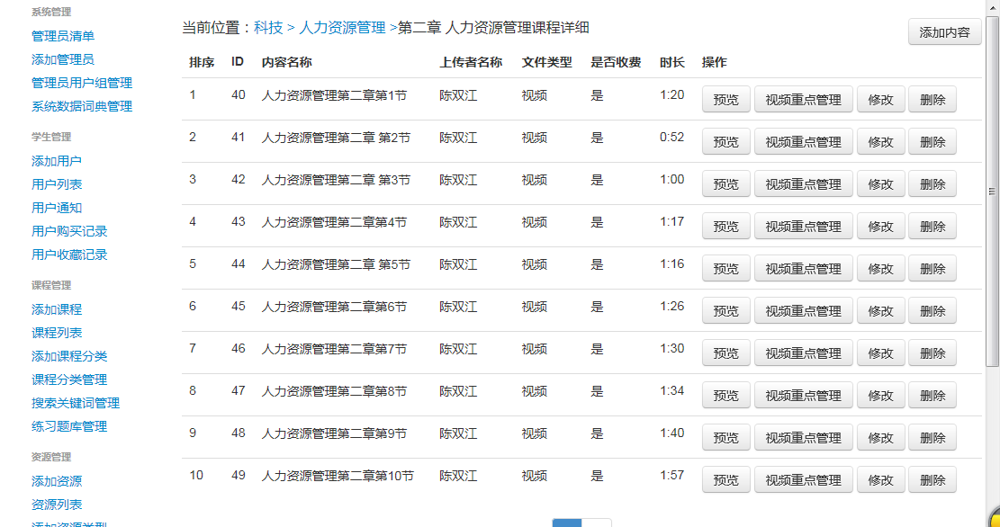 系统管理
管理员清单
添加管理员
管理员用户组管理
系统数据词典管理
学生管理
添加用户
用户列表
用户通知
用户购买记录
用户收藏记录
课程管理
添加课程
课程列表
添加课程分类
课程分类管理
搜索关键词管理
练习题库管理
资源管理
添加资源
资源列表
添加资源类型
当前位置：科技 > 人力资源管理 >第二章 人力资源管理课程详细
添加内容
排序 ID 内容名称 上传者名称 文件类型 是否收费 时长 操作
1 40 人力资源管理第二章第1节 陈双江 视频 是 1:20 预览 视频重点管理 修改 删除
2 41 人力资源管理第二章 第2节 陈双江 视频 是 0:52 预览 视频重点管理 修改 删除
3 42 人力资源管理第二章 第3节 陈双江 视频 是 1:00 预览 视频重点管理 修改 删除
4 43 人力资源管理第二章第4节 陈双江 视频 是 1:17 预览 视频重点管理 修改 删除
5 44 人力资源管理第二章 第5节 陈双江 视频 是 1:16 预览 视频重点管理 修改 删除
6 45 人力资源管理第二章第6节 陈双江 视频 是 1:26 预览 视频重点管理 修改 删除
7 46 人力资源管理第二章第7节 陈双江 视频 是 1:30 预览 视频重点管理 修改 删除
8 47 人力资源管理第二章第8节 陈双江 视频 是 1:34 预览 视频重点管理 修改 删除
9 48 人力资源管理第二章第9节 陈双江 视频 是 1:40 预览 视频重点管理 修改 删除
10 49 人力资源管理第二章第10节 陈双江 视频 是 1:57 预览 视频重点管理 修改 删除